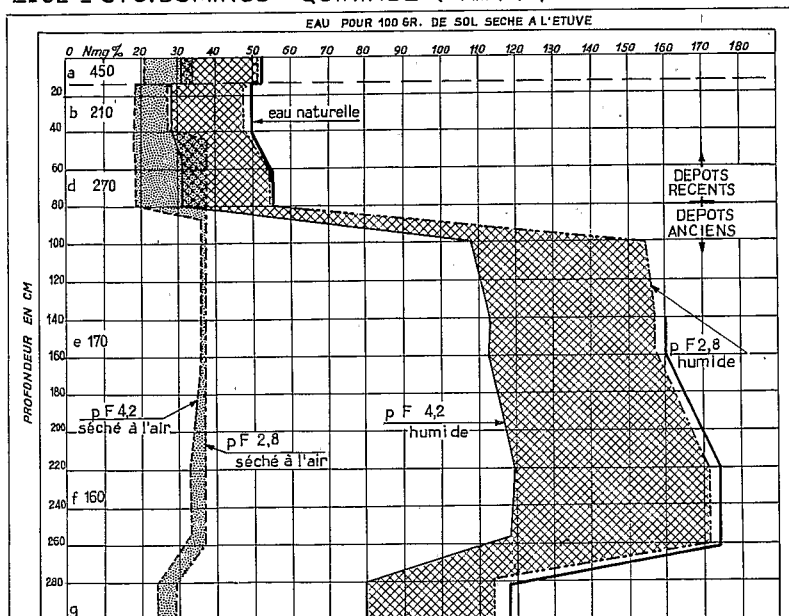 EAU POUR 100 GR. DE SOL SECHE A L'ETUVE
0 Nmg% 20 30 40 50 60 70 80 90 100 110 120 130 140 150 160 170 180
a 450
20
b 210
eau naturelle
40
60
d 270
DEPOTS
RECENTS
80
DEPOTS
ANCIENS
100
120
140
e 170
160
pF2,8
humide
180
pF4,2
séché à l'air
pF 4,2
humide
200
pF 2,8
séché à l'air
220
f 160
240
260
280
g
PROFONDEUR EN CM